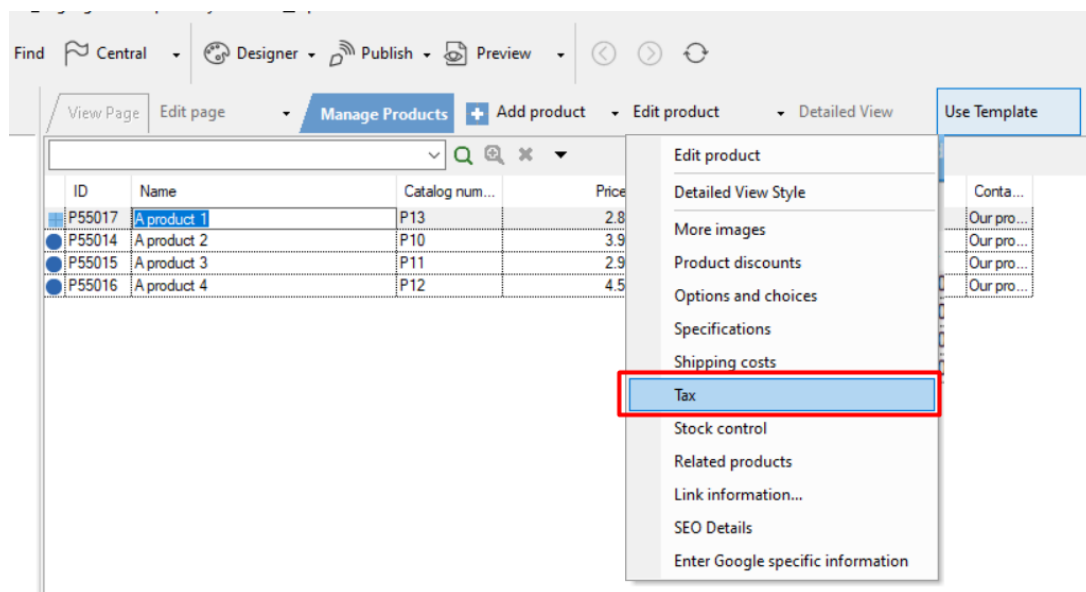 Find Central Designer Publish Preview
View Page Edit page Manage Products Add product Edit product Detailed View Use Template
ID Name Catalog num... Price Conta...
P55017 A product 1 P13 2.8 Our pro...
P55014 A product 2 P10 3.9 Our pro...
P55015 A product 3 P11 2.9 Our pro...
P55016 A product 4 P12 4.5 Our pro...
Edit product
Detailed View Style
More images
Product discounts
Options and choices
Specifications
Shipping costs
Tax
Stock control
Related products
Link information...
SEO Details
Enter Google specific information